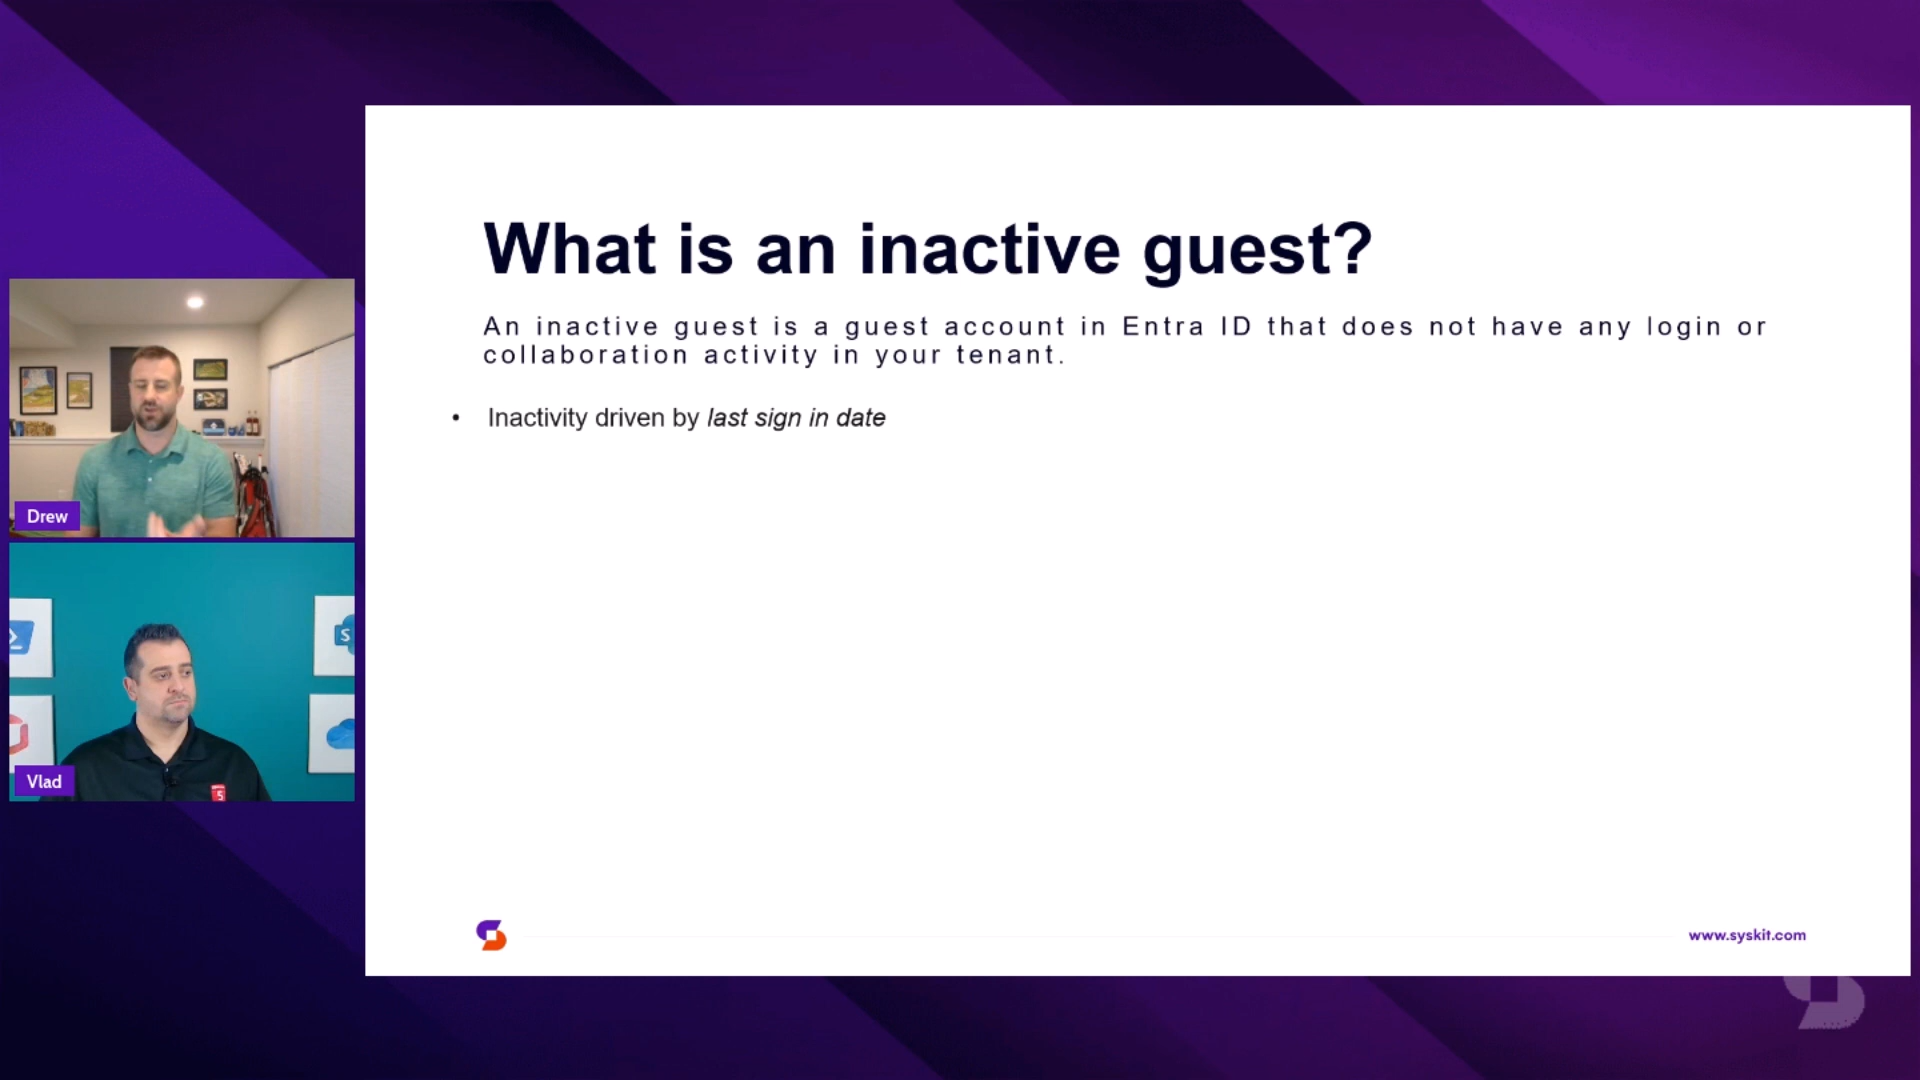 What is an inactive guest?
An inactive guest is a guest account in Entra ID that does not have any login or
collaboration activity in your tenant.
• Inactivity driven by last sign in date
Drew
S
Vlad
5
www.syskit.com